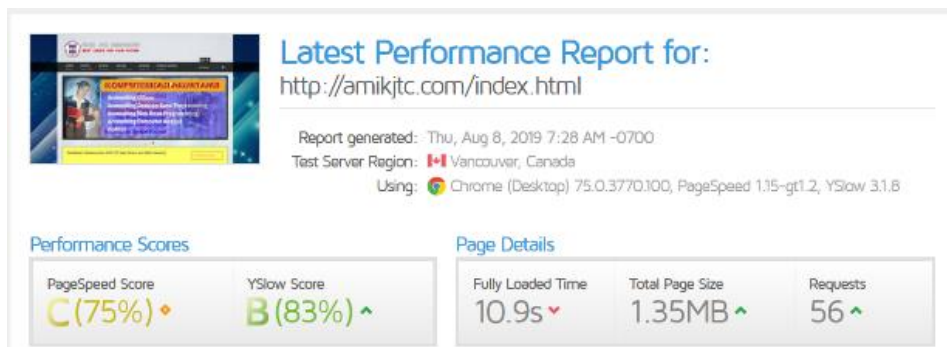 KOMPUTERISASI AKUNTANSI
Latest Performance Report for:
http://amikjtc.com/index.html
Report generated: Thu, Aug 8, 2019 7:28 AM -0700
Test Server Region: Vancouver, Canada
Using: Chrome (Desktop) 75.0.3770.100, PageSpeed 1.15-gt1.2, YSlow 3.1.8
Performance Scores
PageSpeed Score
C(75%)
YSlow Score
B(83%)
Page Details
Fully Loaded Time
10.9s
Total Page Size
1.35MB
Requests
56